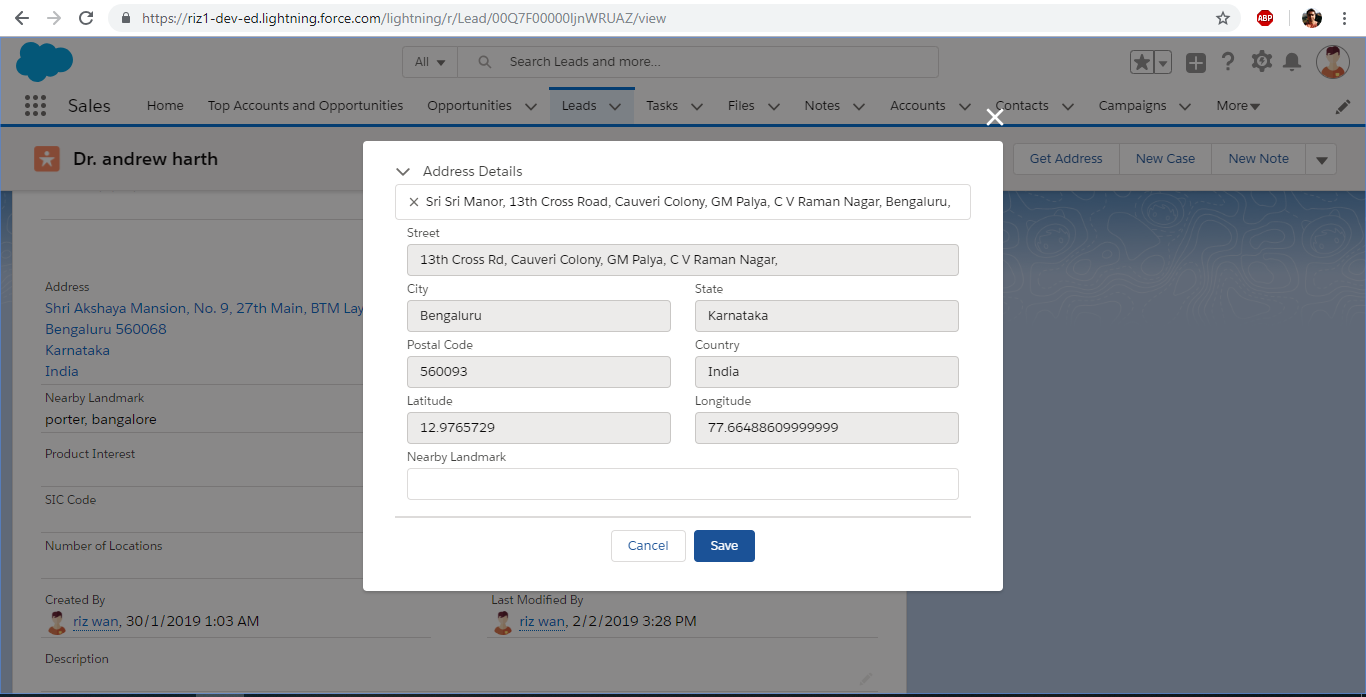 https://riz1-dev-ed.lightning.force.com/lightning/r/Lead/00Q7F00000IjnWRUAZ/view
ABP
All
Search Leads and more...
Sales
Home
Top Accounts and Opportunities
Opportunities
Leads
Tasks
Files
Notes
Accounts
Contacts
Campaigns
More
Dr. andrew harth
Get Address
New Case
New Note
Address Details
Sri Sri Manor, 13th Cross Road, Cauveri Colony, GM Palya, C V Raman Nagar, Bengaluru,
Street
13th Cross Rd, Cauveri Colony, GM Palya, C V Raman Nagar,
City
State
Bengaluru
Karnataka
Postal Code
Country
560093
India
Latitude
Longitude
12.9765729
77.66488609999999
Nearby Landmark
Cancel
Save
Address
Shri Akshaya Mansion, No. 9, 27th Main, BTM Lay
Bengaluru 560068
Karnataka
India
Nearby Landmark
porter, bangalore
Product Interest
SIC Code
Number of Locations
Created By
Last Modified By
riz wan, 30/1/2019 1:03 AM
riz wan, 2/2/2019 3:28 PM
Description